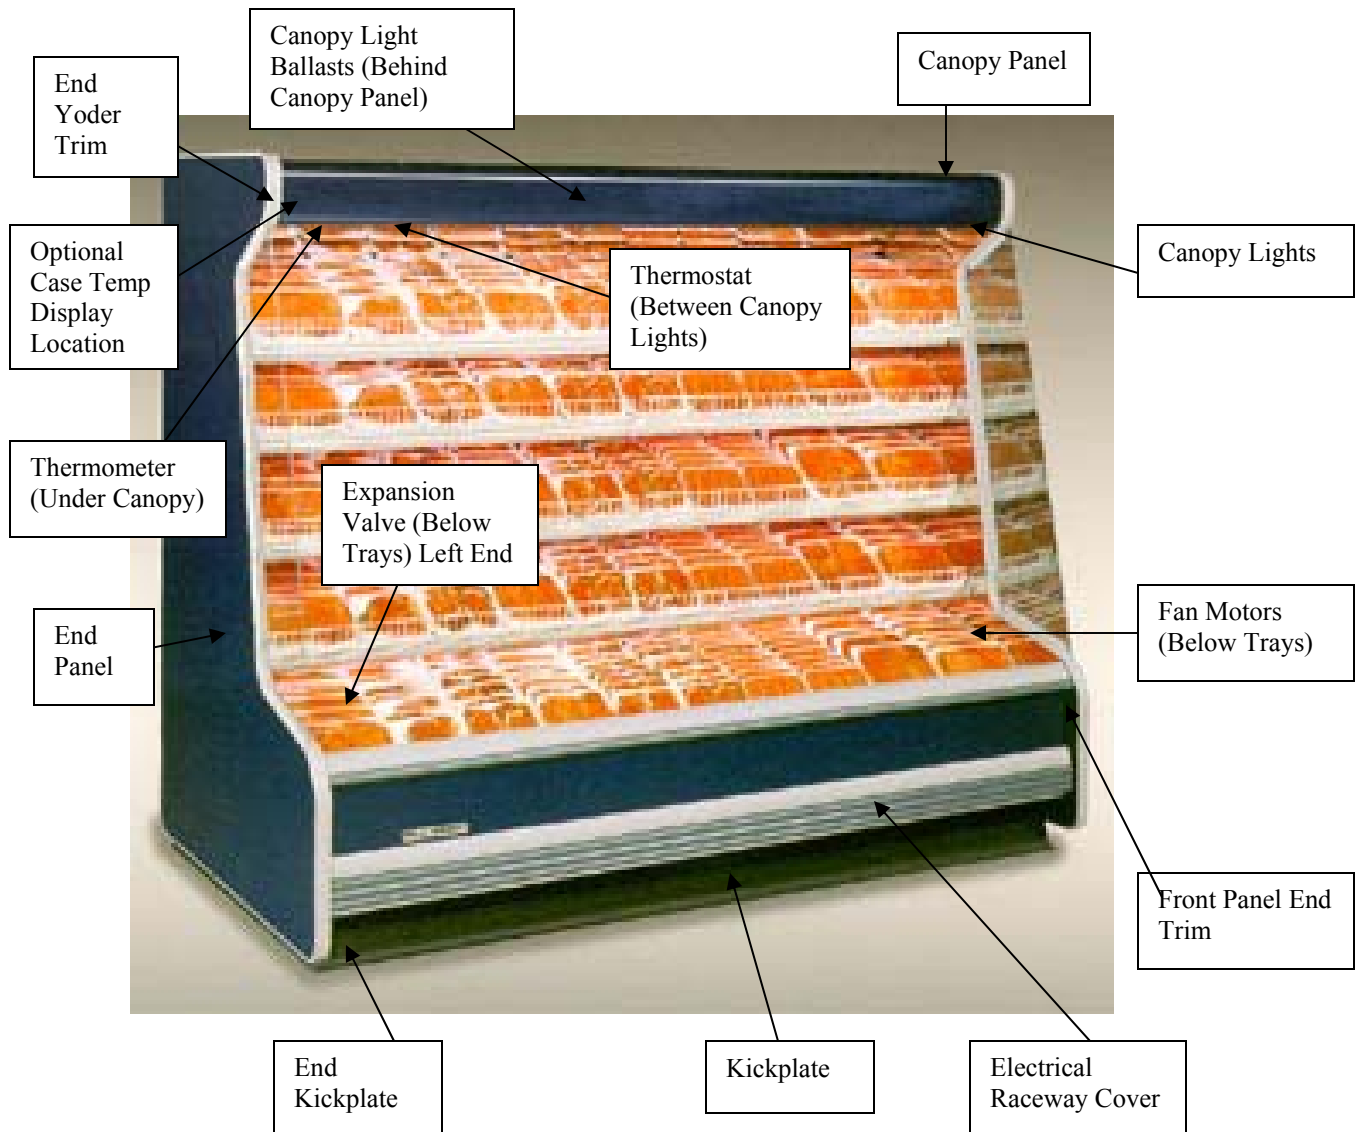 Canopy Light
Ballasts (Behind
Canopy Panel)
Canopy Panel
End
Yoder
Trim
Optional
Case Temp
Display
Location
Thermostat
(Between Canopy
Lights)
Canopy Lights
Thermometer
(Under Canopy)
Expansion
Valve (Below
Trays) Left End
End
Panel
Fan Motors
(Below Trays)
Front Panel End
Trim
End
Kickplate
Kickplate
Electrical
Raceway Cover